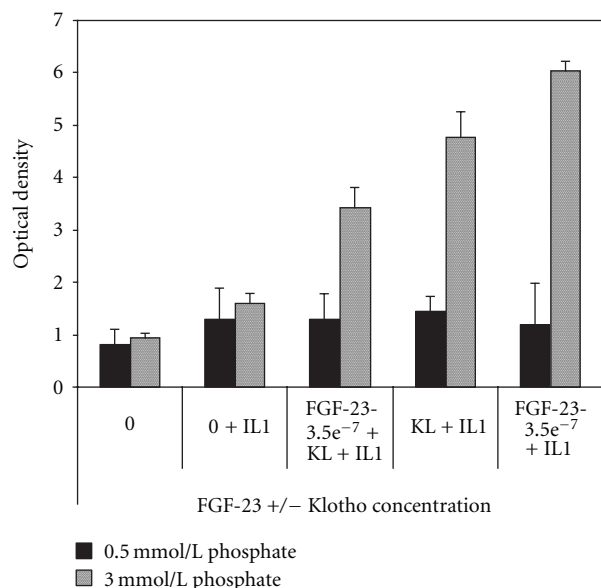 7
6
5
4
3
2
1
0
Optical density
0
0 + IL1
FGF-23-
3.5e⁻⁷ +
KL + IL1
KL + IL1
FGF-23-
3.5e⁻⁷
+ IL1
FGF-23 +/− Klotho concentration
0.5 mmol/L phosphate
3 mmol/L phosphate